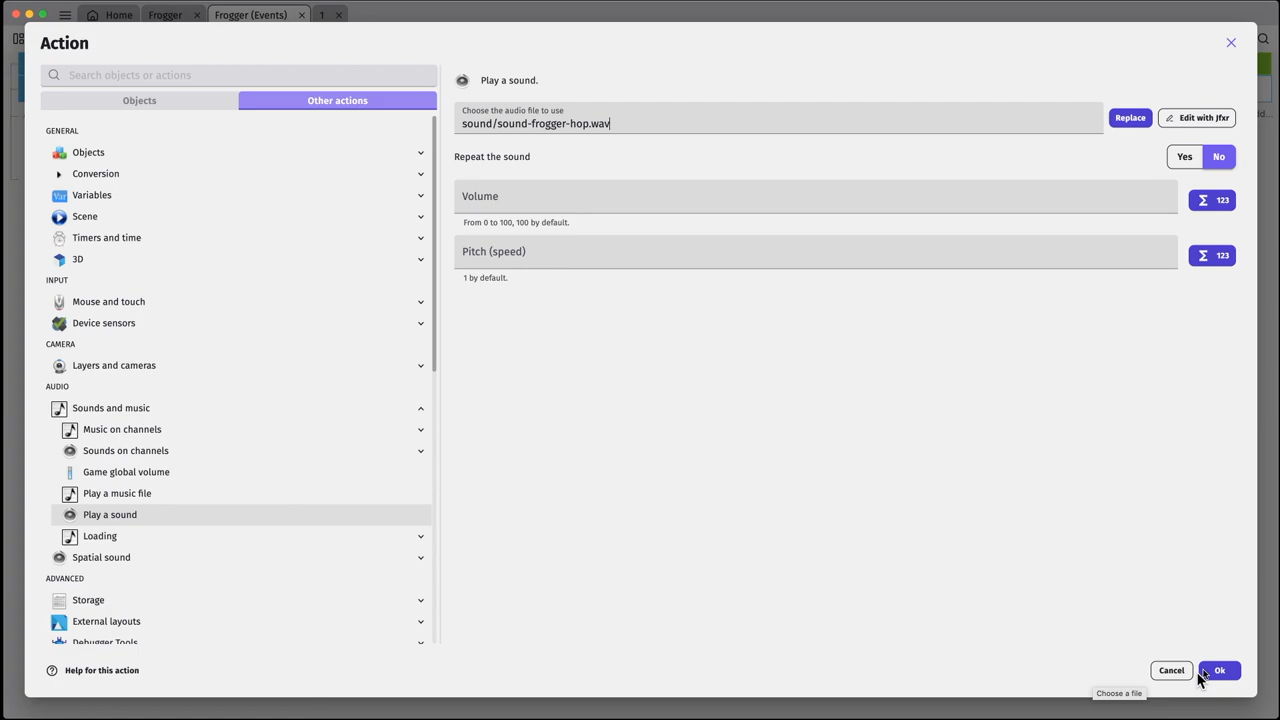 Home
Frogger
Frogger (Events)
1
Action
Search objects or actions
Objects
Other actions
GENERAL
Objects
Conversion
Var
Variables
Scene
Timers and time
3D
INPUT
Mouse and touch
Device sensors
CAMERA
Layers and cameras
AUDIO
Sounds and music
Music on channels
Sounds on channels
Game global volume
Play a music file
Play a sound
Loading
Spatial sound
ADVANCED
Storage
External layouts
Debugger Tools
Help for this action
Play a sound.
Choose the audio file to use
sound/sound-frogger-hop.wav
Replace
Edit with Jfxr
Repeat the sound
Yes
No
Volume
Σ 123
From 0 to 100, 100 by default.
Pitch (speed)
Σ 123
1 by default.
Cancel
Ok
Choose a file